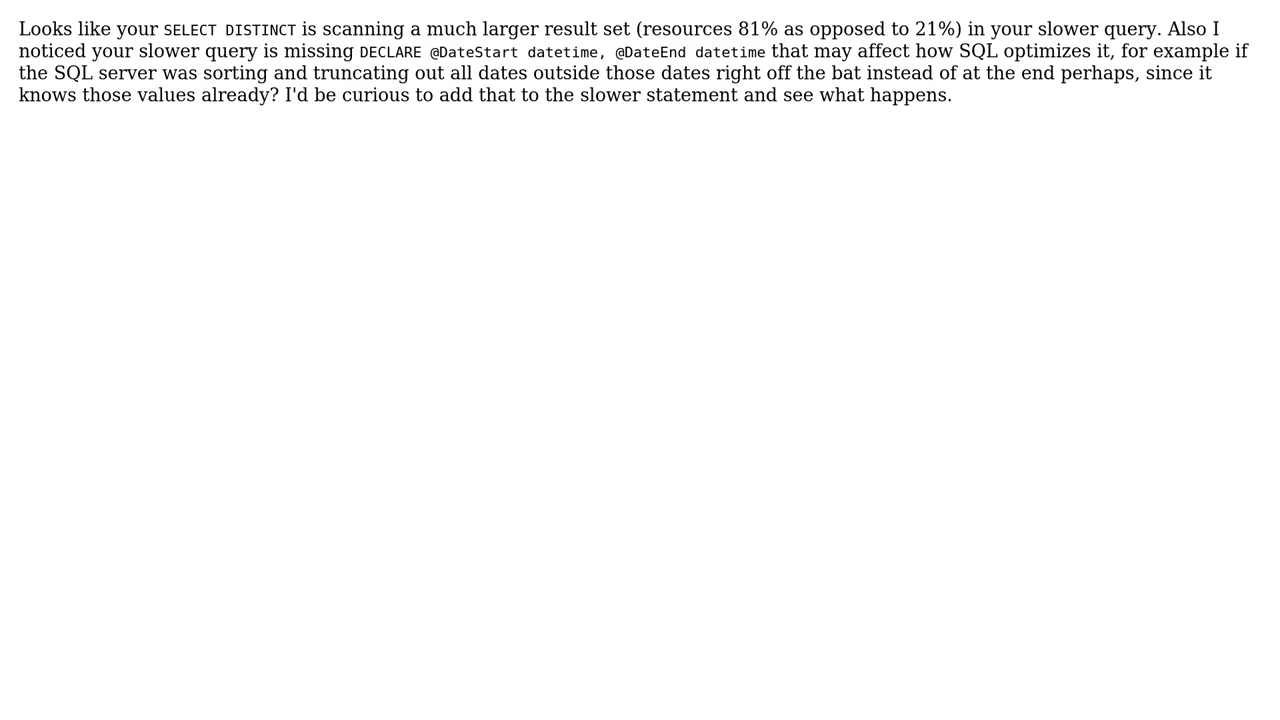 Looks like your SELECT DISTINCT is scanning a much larger result set (resources 81% as opposed to 21%) in your slower query. Also I
noticed your slower query is missing DECLARE @DateStart datetime, @DateEnd datetime that may affect how SQL optimizes it, for example if
the SQL server was sorting and truncating out all dates outside those dates right off the bat instead of at the end perhaps, since it
knows those values already? I'd be curious to add that to the slower statement and see what happens.